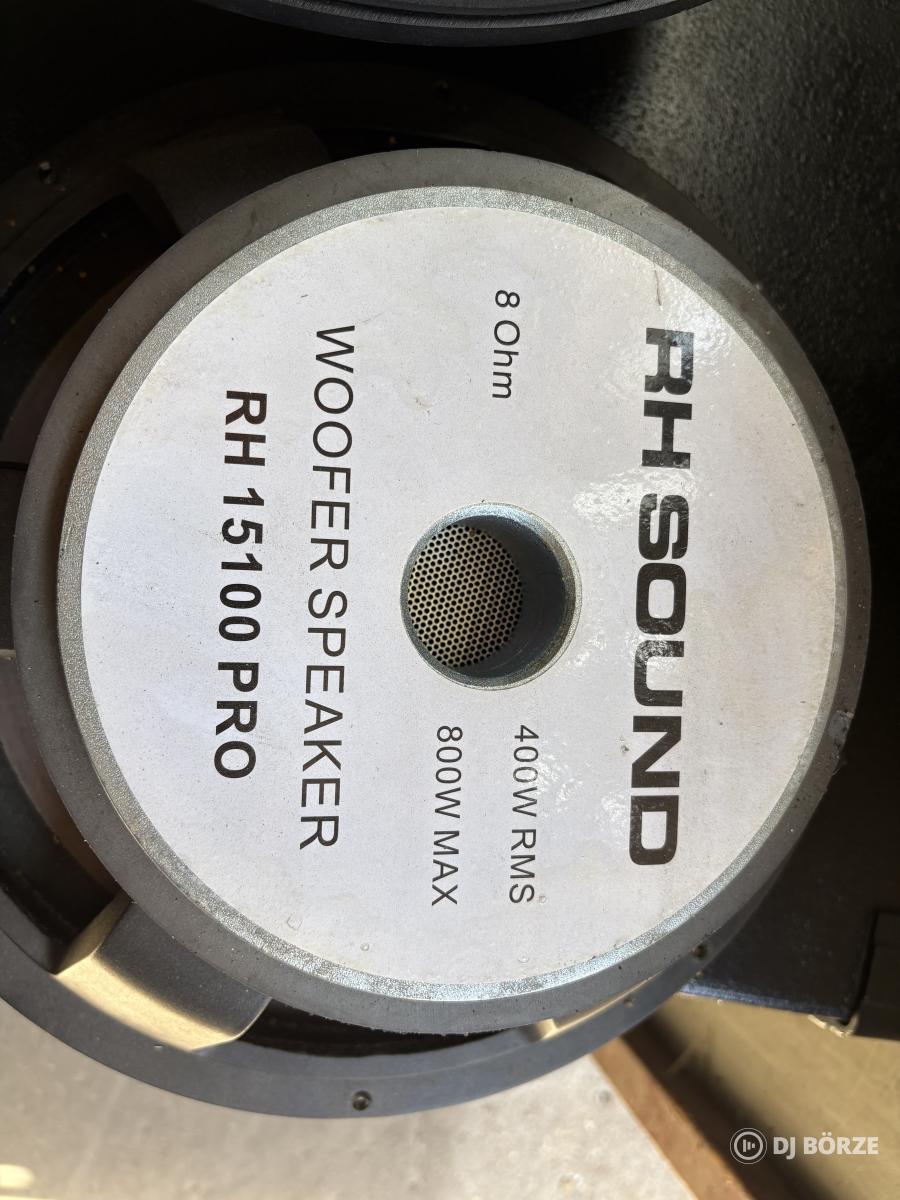 RH SOUND
8 Ohm
400W RMS
800W MAX
WOOFER SPEAKER
RH 15100 PRO
DJ BÖRZE